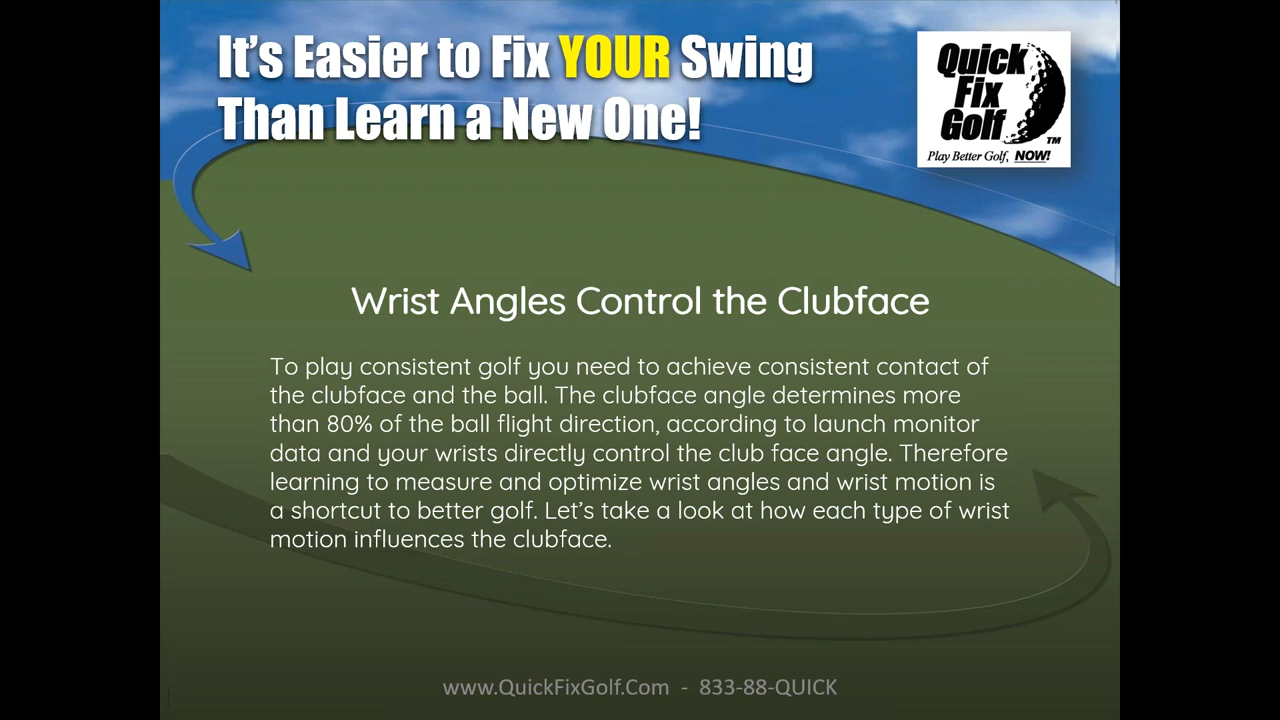 It's Easier to Fix YOUR Swing
Than Learn a New One!
Quick
Fix
Golf
TM
Play Better Golf, NOW!
Wrist Angles Control the Clubface
To play consistent golf you need to achieve consistent contact of
the clubface and the ball. The clubface angle determines more
than 80% of the ball flight direction, according to launch monitor
data and your wrists directly control the club face angle. Therefore
learning to measure and optimize wrist angles and wrist motion is
a shortcut to better golf. Let's take a look at how each type of wrist
motion influences the clubface.
www.QuickFixGolf.Com - 833-88-QUICK